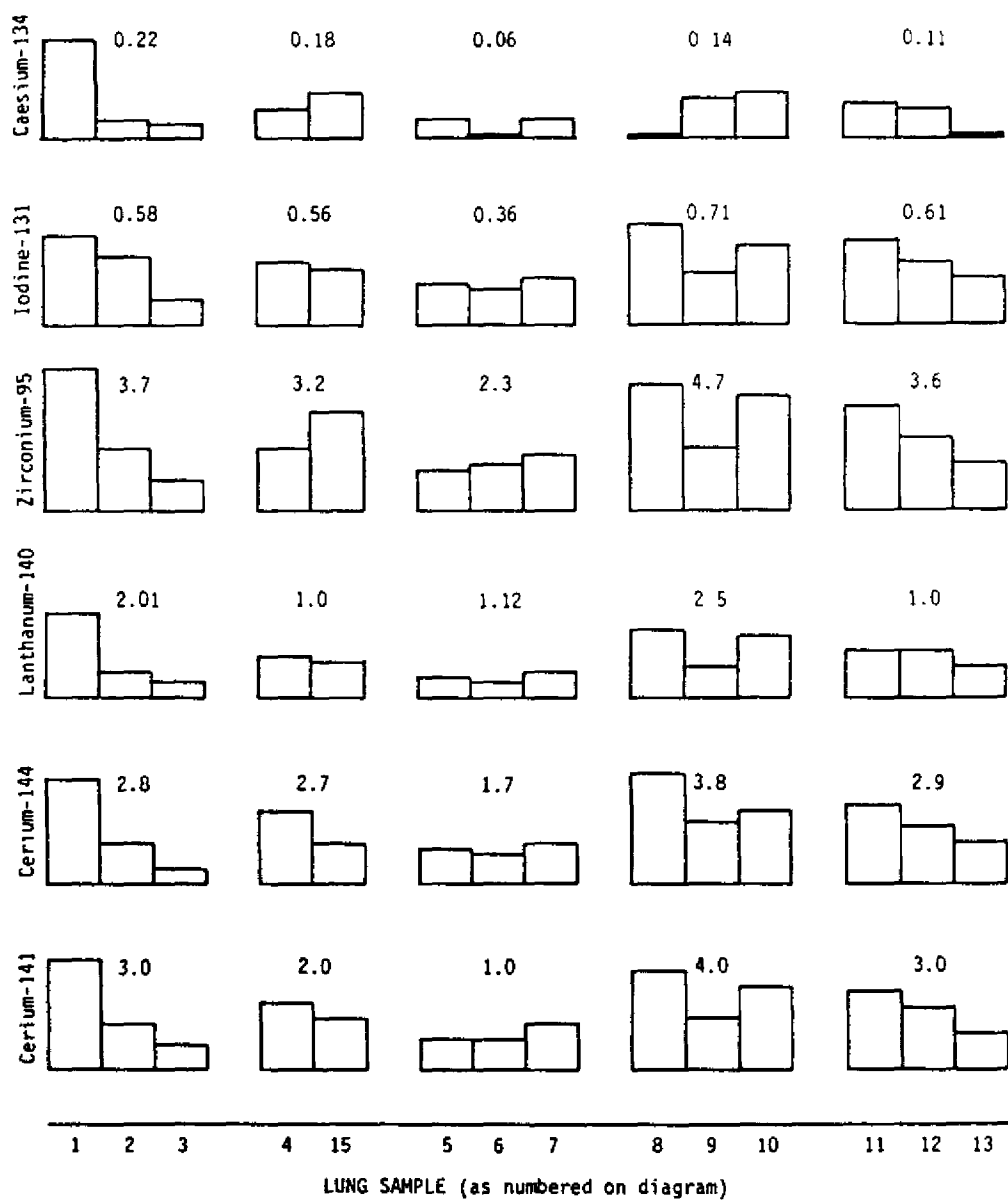 Caesium-134
0.22 0.18 0.06 0 14 0.11
Iodine-131
0.58 0.56 0.36 0.71 0.61
Zirconium-95
3.7 3.2 2.3 4.7 3.6
Lanthanum-140
2.01 1.0 1.12 2 5 1.0
Cerium-144
2.8 2.7 1.7 3.8 2.9
Cerium-141
3.0 2.0 1.0 4.0 3.0
1 2 3 4 15 5 6 7 8 9 10 11 12 13
LUNG SAMPLE (as numbered on diagram)